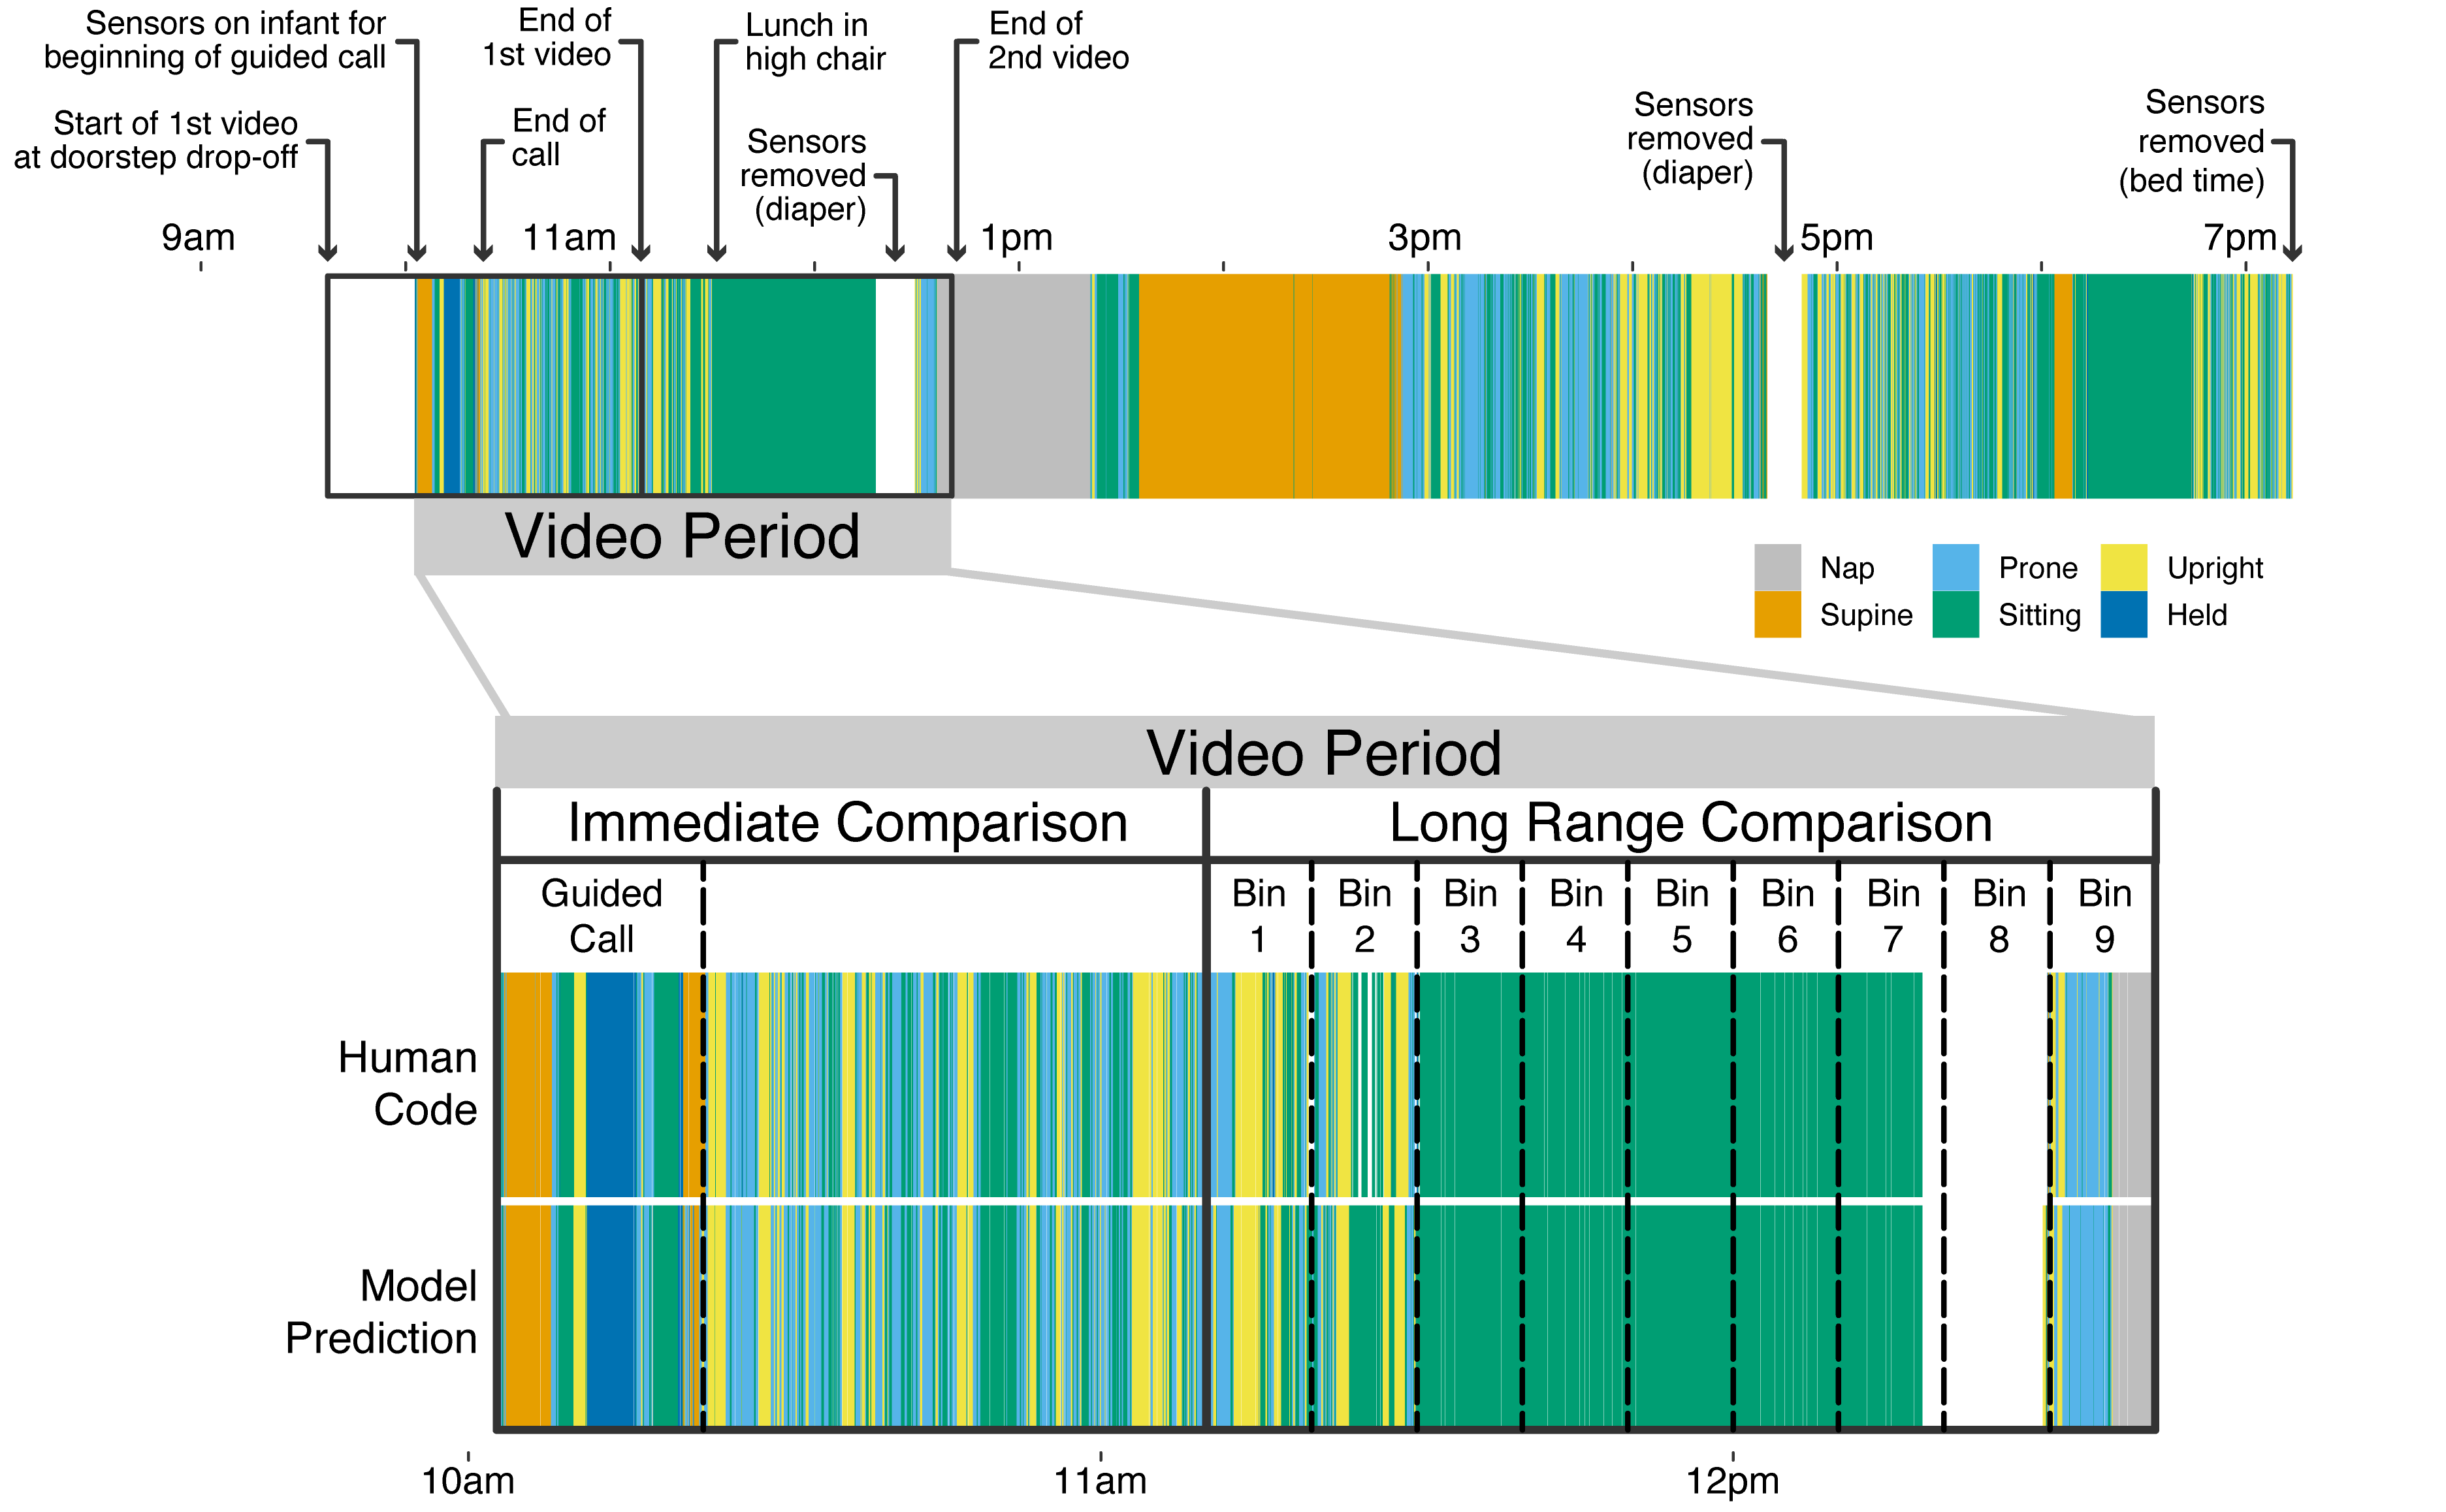 Sensors on infant for
beginning of guided call
End of
1st video
Lunch in
high chair
End of
2nd video
Start of 1st video
at doorstep drop-off
End of
call
Sensors
removed
(diaper)
Sensors
removed
(diaper)
Sensors
removed
(bed time)
9am
11am
1pm
3pm
5pm
7pm
Video Period
Nap
Prone
Upright
Supine
Sitting
Held
Video Period
Immediate Comparison
Long Range Comparison
Guided
Call
Bin
1
Bin
2
Bin
3
Bin
4
Bin
5
Bin
6
Bin
7
Bin
8
Bin
9
Human
Code
Model
Prediction
10am
11am
12pm